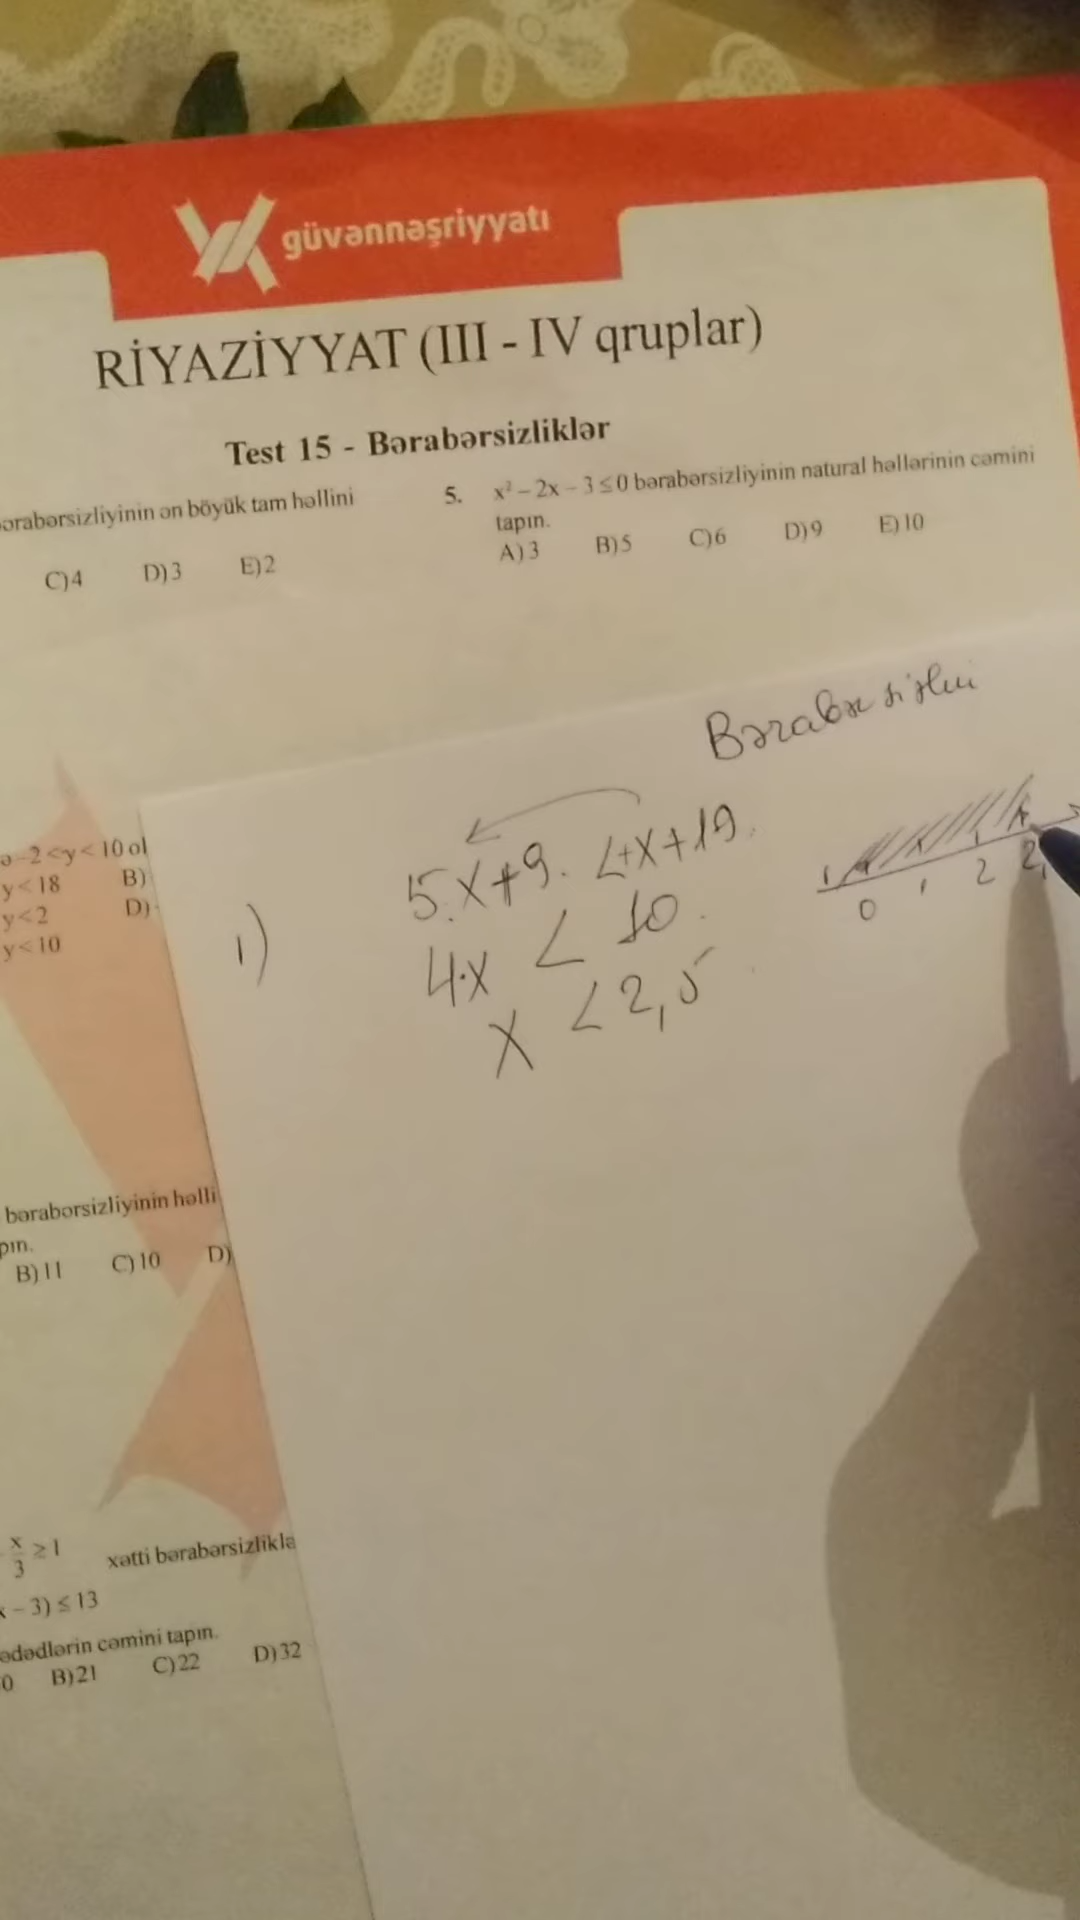 güvənnəşriyyatı
RİYAZİYYAT (III - IV qruplar)
Test 15 - Bərabərsizliklər
ərabərsizliyinin ən böyük tam həllini
C)4 D)3 E)2
5. x² – 2x – 3 ≤ 0 bərabərsizliyinin natural həllərinin cəmini
tapın.
A)3 B)5 C)6 D)9 E)10
ə –2<y<10 ol
y<18 B)
y<2 D)
y<10
bərabərsizliyinin həlli
pın.
B)11 C)10 D)
x/3 ≥ 1 xətti bərabərsizliklə
x – 3) ≤ 13
ədədlərin cəmini tapın.
0 B)21 C)22 D)32
1) 5.x+9. <+x+19.
4.x < 10.
x < 2,5
0 1 2 2,